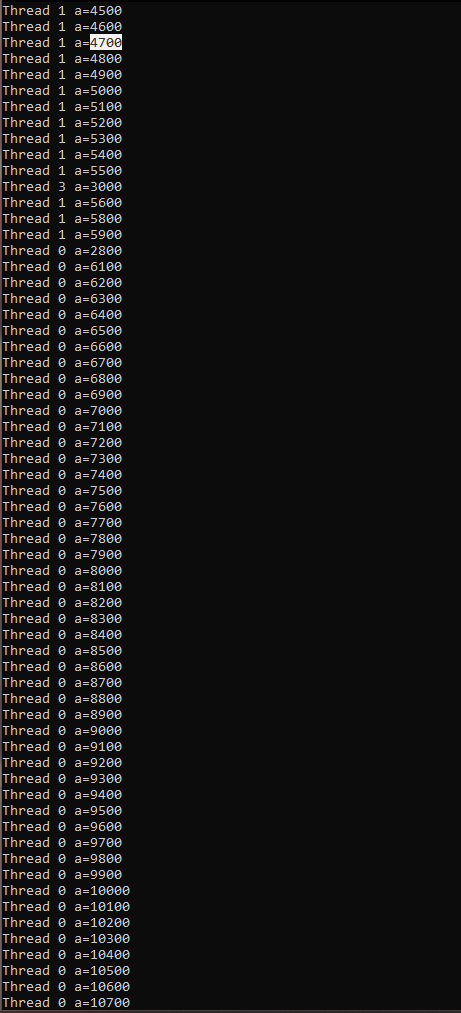 Thread 1 a=4500
Thread 1 a=4600
Thread 1 a=4700
Thread 1 a=4800
Thread 1 a=4900
Thread 1 a=5000
Thread 1 a=5100
Thread 1 a=5200
Thread 1 a=5300
Thread 1 a=5400
Thread 1 a=5500
Thread 3 a=3000
Thread 1 a=5600
Thread 1 a=5800
Thread 1 a=5900
Thread 0 a=2800
Thread 0 a=6100
Thread 0 a=6200
Thread 0 a=6300
Thread 0 a=6400
Thread 0 a=6500
Thread 0 a=6600
Thread 0 a=6700
Thread 0 a=6800
Thread 0 a=6900
Thread 0 a=7000
Thread 0 a=7100
Thread 0 a=7200
Thread 0 a=7300
Thread 0 a=7400
Thread 0 a=7500
Thread 0 a=7600
Thread 0 a=7700
Thread 0 a=7800
Thread 0 a=7900
Thread 0 a=8000
Thread 0 a=8100
Thread 0 a=8200
Thread 0 a=8300
Thread 0 a=8400
Thread 0 a=8500
Thread 0 a=8600
Thread 0 a=8700
Thread 0 a=8800
Thread 0 a=8900
Thread 0 a=9000
Thread 0 a=9100
Thread 0 a=9200
Thread 0 a=9300
Thread 0 a=9400
Thread 0 a=9500
Thread 0 a=9600
Thread 0 a=9700
Thread 0 a=9800
Thread 0 a=9900
Thread 0 a=10000
Thread 0 a=10100
Thread 0 a=10200
Thread 0 a=10300
Thread 0 a=10400
Thread 0 a=10500
Thread 0 a=10600
Thread 0 a=10700